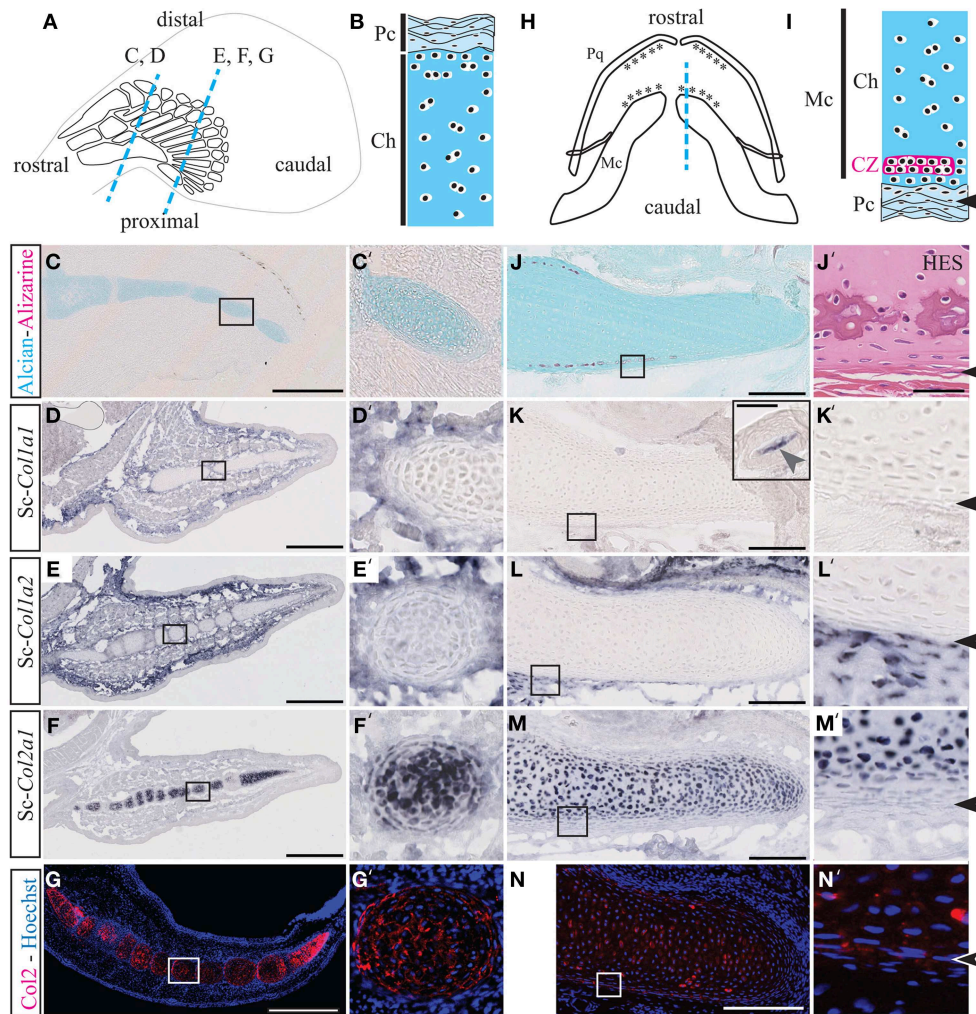 A
distal
C, D
E, F, G
rostral
caudal
proximal
B
Pc
Ch
H
rostral
Pq
Mc
caudal
I
Mc
Ch
CZ
Pc
Alcian-Alizarine
C
C′
J
J′
HES
Sc-Col1a1
D
D′
K
K′
Sc-Col1a2
E
E′
L
L′
Sc-Col2a1
F
F′
M
M′
Col2 - Hoechst
G
G′
N
N′